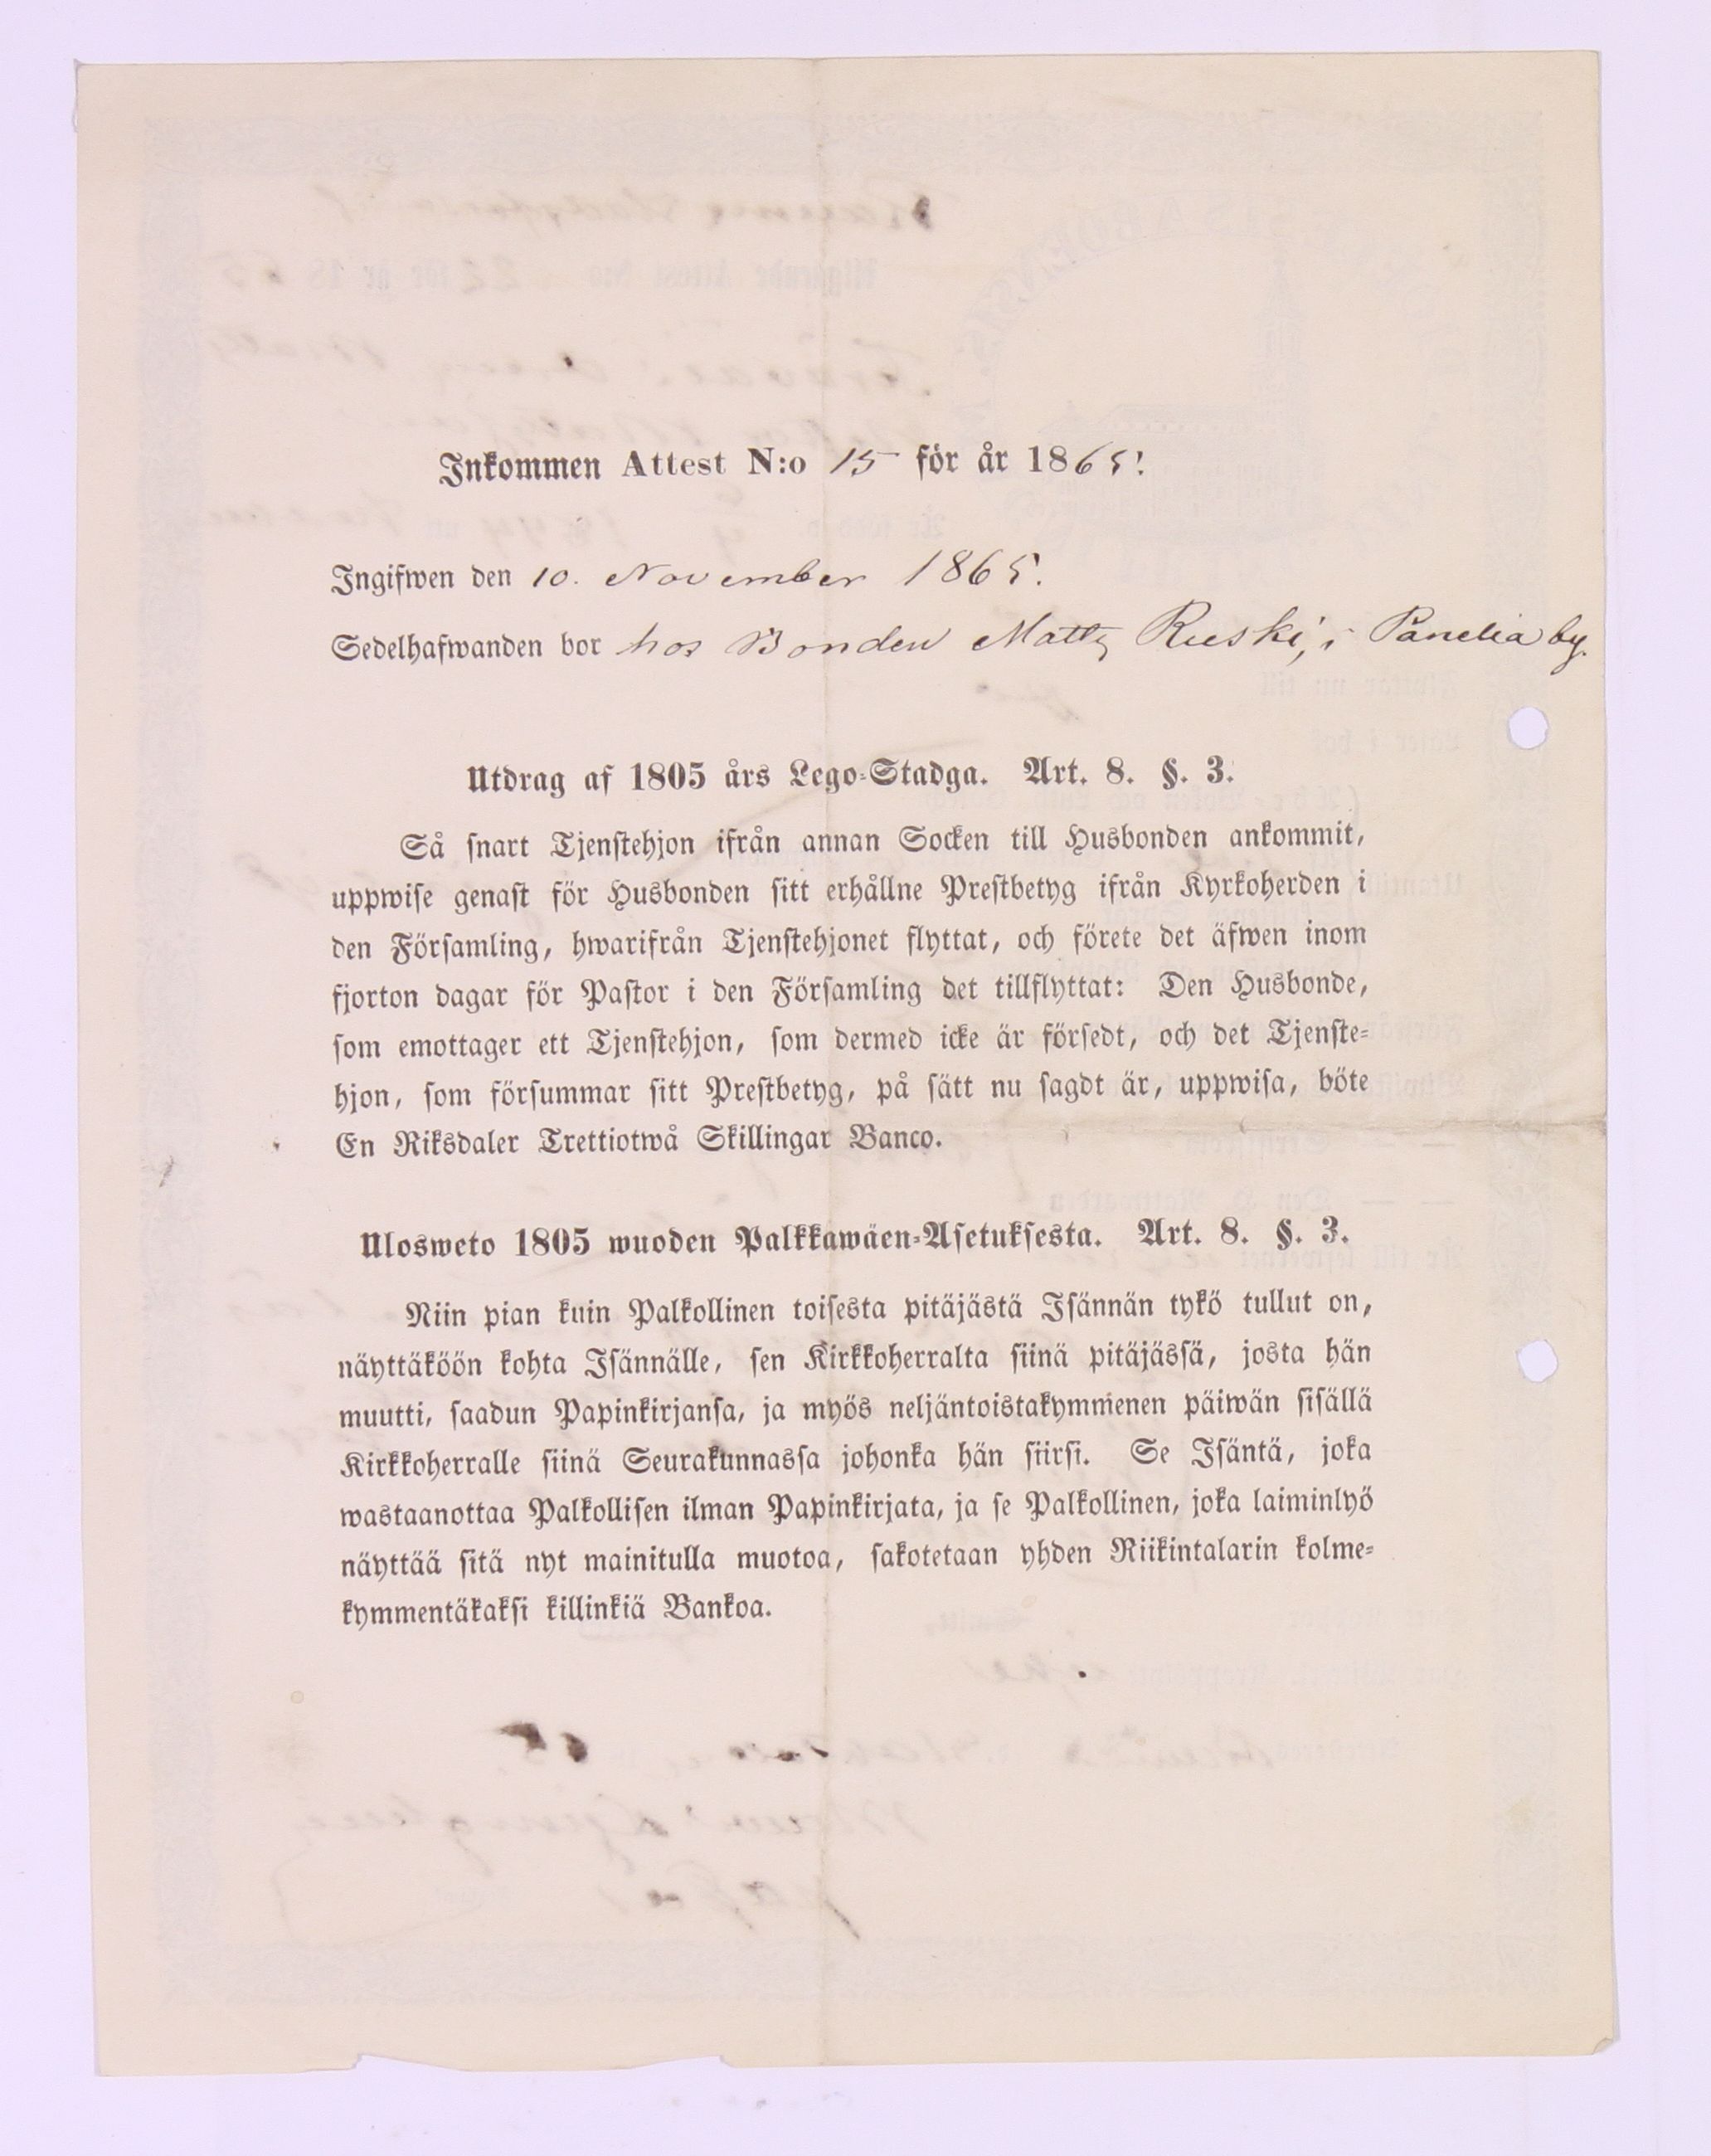 Inkommen Attest N:o 15 för år 1865.
Ingifwen den 10. November 1865.
Sedelhafwanden bor hos Bonden Matts Ruski, i Panelia by.
Utdrag af 1805 års Lego-Stadga. Art. 8. §. 3.
Så snart Tjenstehjon ifrån annan Socken till Husbonden ankommit,
uppwise genast för Husbonden sitt erhållne Prestbetyg ifrån Kyrkoherden i
den Församling, hwarifrån Tjenstehjonet flyttat, och förete det äfwen inom
fjorton dagar för Pastor i den Församling det tillflyttat: Den Husbonde,
som emottager ett Tjenstehjon, som dermed icke är försedt, och det Tjenste-
hjon, som försummar sitt Prestbetyg, på sätt nu sagdt är, uppwisa, böte
En Riksdaler Trettiotwå Skillingar Banco.
Ulosweto 1805 wuoden Palkkawäen-Asetuksesta. Art. 8. §. 3.
Niin pian kuin Palkollinen toisesta pitäjästä Isännän tykö tullut on,
näyttäköön kohta Isännälle, sen Kirkkoherralta siinä pitäjässä, josta hän
muutti, saadun Papinkirjansa, ja myös neljäntoistakymmenen päiwän sisällä
Kirkkoherralle siinä Seurakunnassa johonka hän siirsi. Se Isäntä, joka
wastaanottaa Palkollisen ilman Papinkirjata, ja se Palkollinen, joka laiminlyö
näyttää sitä nyt mainitulla muotoa, sakotetaan yhden Riikintalarin kolme-
kymmentäkaksi killinkiä Bankoa.